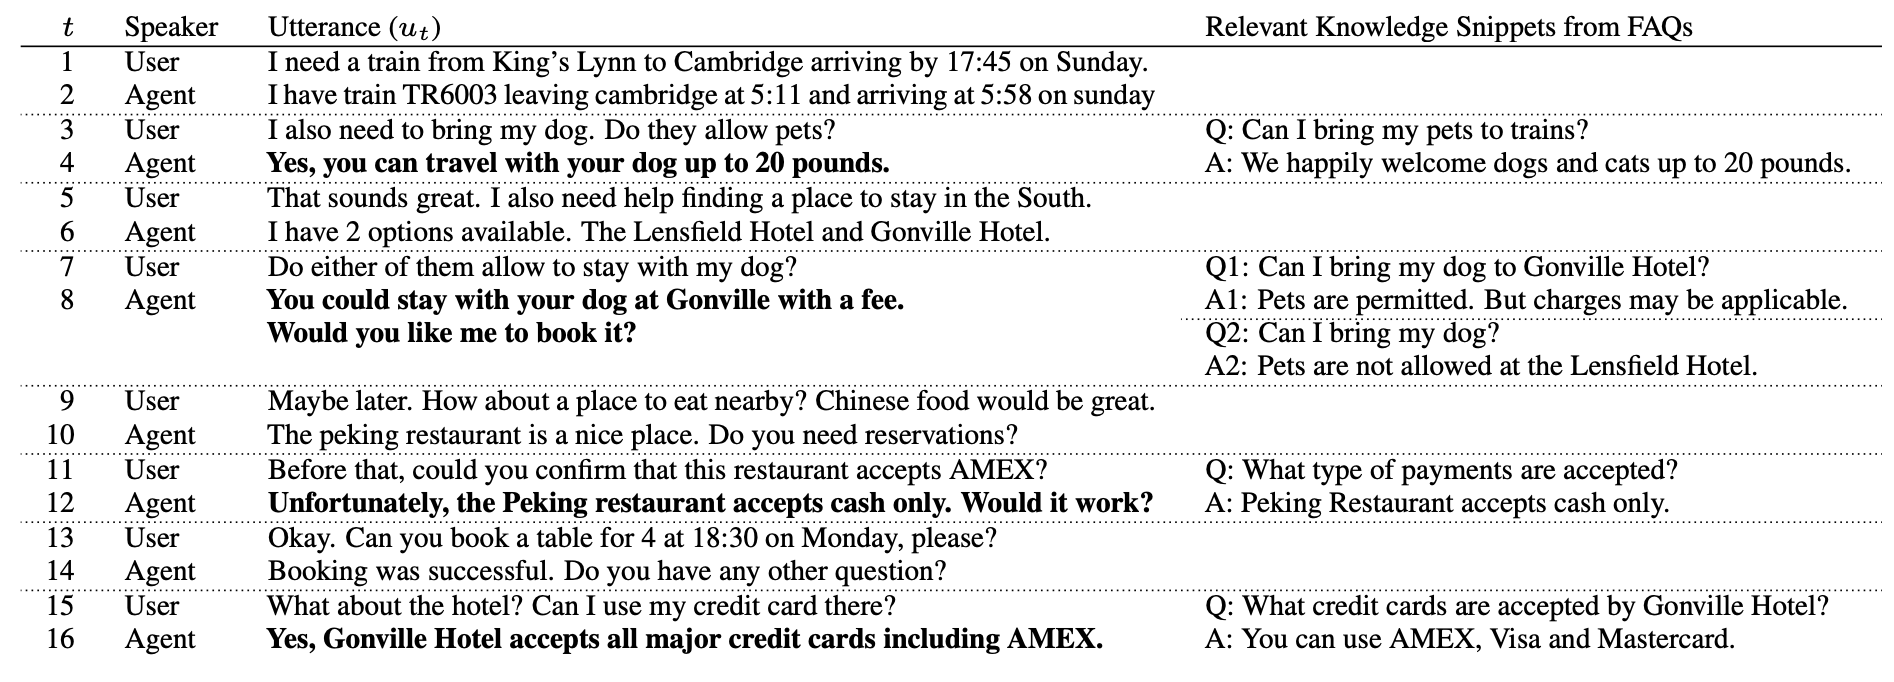 t Speaker Utterance (u_t) Relevant Knowledge Snippets from FAQs
1 User I need a train from King's Lynn to Cambridge arriving by 17:45 on Sunday.
2 Agent I have train TR6003 leaving cambridge at 5:11 and arriving at 5:58 on sunday
3 User I also need to bring my dog. Do they allow pets? Q: Can I bring my pets to trains?
4 Agent Yes, you can travel with your dog up to 20 pounds. A: We happily welcome dogs and cats up to 20 pounds.
5 User That sounds great. I also need help finding a place to stay in the South.
6 Agent I have 2 options available. The Lensfield Hotel and Gonville Hotel.
7 User Do either of them allow to stay with my dog? Q1: Can I bring my dog to Gonville Hotel?
8 Agent You could stay with your dog at Gonville with a fee. A1: Pets are permitted. But charges may be applicable.
Would you like me to book it? Q2: Can I bring my dog?
A2: Pets are not allowed at the Lensfield Hotel.
9 User Maybe later. How about a place to eat nearby? Chinese food would be great.
10 Agent The peking restaurant is a nice place. Do you need reservations?
11 User Before that, could you confirm that this restaurant accepts AMEX? Q: What type of payments are accepted?
12 Agent Unfortunately, the Peking restaurant accepts cash only. Would it work? A: Peking Restaurant accepts cash only.
13 User Okay. Can you book a table for 4 at 18:30 on Monday, please?
14 Agent Booking was successful. Do you have any other question?
15 User What about the hotel? Can I use my credit card there? Q: What credit cards are accepted by Gonville Hotel?
16 Agent Yes, Gonville Hotel accepts all major credit cards including AMEX. A: You can use AMEX, Visa and Mastercard.